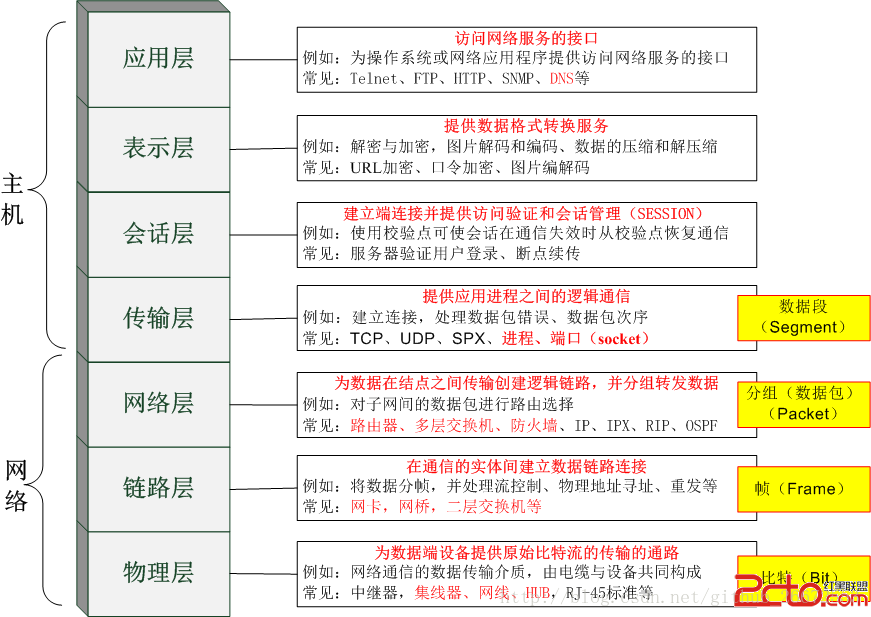 应用层
访问网络服务的接口
例如：为操作系统或网络应用程序提供访问网络服务的接口
常见：Telnet、FTP、HTTP、SNMP、DNS等
表示层
提供数据格式转换服务
例如：解密与加密，图片解码和编码、数据的压缩和解压缩
常见：URL加密、口令加密、图片编解码
主机
会话层
建立端连接并提供访问验证和会话管理（SESSION）
例如：使用校验点可使会话在通信失效时从校验点恢复通信
常见：服务器验证用户登录、断点续传
传输层
提供应用进程之间的逻辑通信
例如：建立连接，处理数据包错误、数据包次序
常见：TCP、UDP、SPX、进程、端口（socket）
数据段
（Segment）
网络层
为数据在结点之间传输创建逻辑链路，并分组转发数据
例如：对子网间的数据包进行路由选择
常见：路由器、多层交换机、防火墙、IP、IPX、RIP、OSPF
分组（数据包）
（Packet）
网络
链路层
在通信的实体间建立数据链路连接
例如：将数据分帧，并处理流控制、物理地址寻址、重发等
常见：网卡，网桥，二层交换机等
帧（Frame）
物理层
为数据端设备提供原始比特流的传输的通路
例如：网络通信的数据传输介质，由电缆与设备共同构成
常见：中继器，集线器、网线、HUB，RJ-45标准等
比特（Bit）
http://blog.csdn.net/
2cto.com
红黑联盟